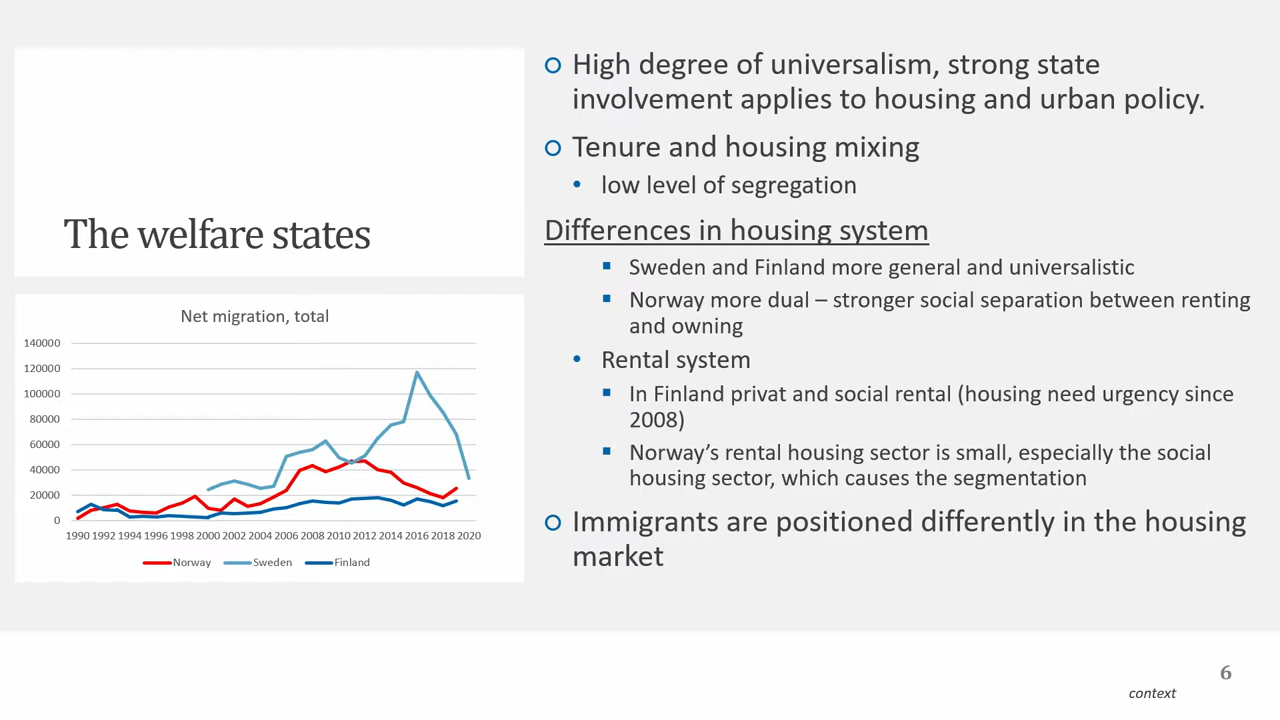 The welfare states
Net migration, total
140000
120000
100000
80000
60000
40000
20000
0
1990 1992 1994 1996 1998 2000 2002 2004 2006 2008 2010 2012 2014 2016 2018 2020
Norway Sweden Finland
High degree of universalism, strong state
involvement applies to housing and urban policy.
Tenure and housing mixing
• low level of segregation
Differences in housing system
▪ Sweden and Finland more general and universalistic
▪ Norway more dual – stronger social separation between renting
and owning
• Rental system
▪ In Finland privat and social rental (housing need urgency since
2008)
▪ Norway's rental housing sector is small, especially the social
housing sector, which causes the segmentation
Immigrants are positioned differently in the housing
market
6
context